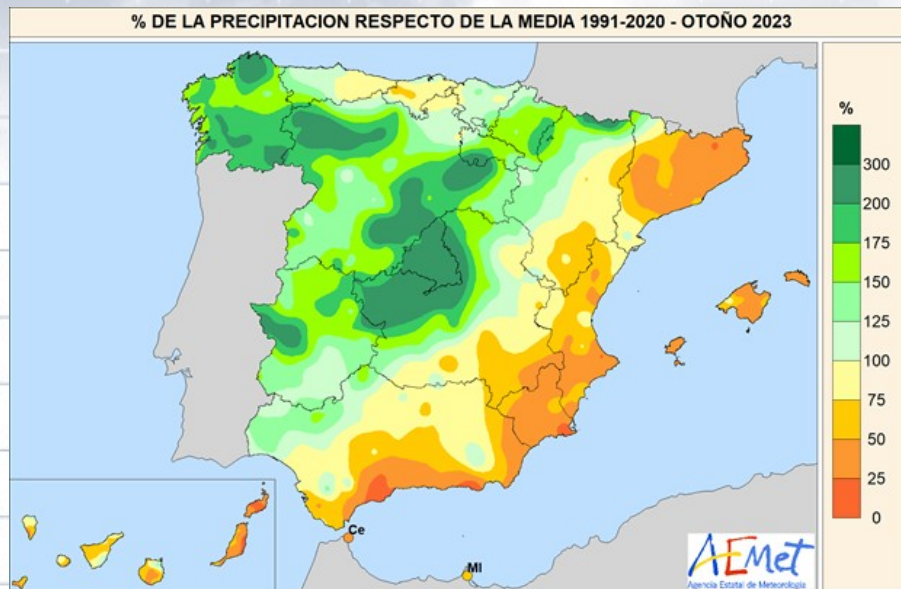 % DE LA PRECIPITACION RESPECTO DE LA MEDIA 1991-2020 - OTOÑO 2023
%
300
200
175
150
125
100
75
50
25
0
Ce
Ml
AEMet
Agencia Estatal de Meteorología